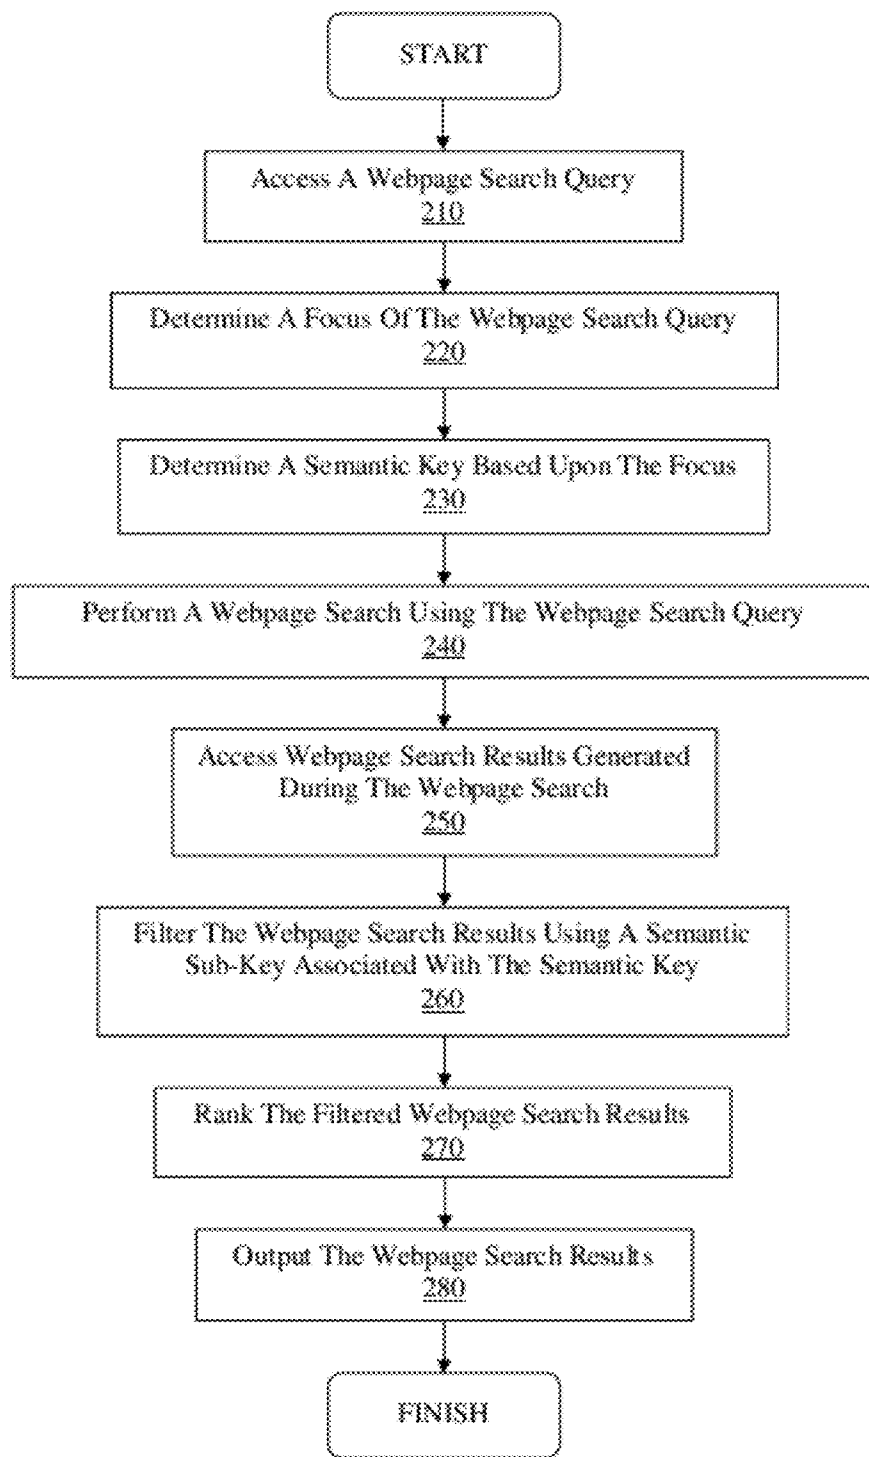 START
Access A Webpage Search Query
210
Determine A Focus Of The Webpage Search Query
220
Determine A Semantic Key Based Upon The Focus
230
Perform A Webpage Search Using The Webpage Search Query
240
Access Webpage Search Results Generated
During The Webpage Search
250
Filter The Webpage Search Results Using A Semantic
Sub-Key Associated With The Semantic Key
260
Rank The Filtered Webpage Search Results
270
Output The Webpage Search Results
280
FINISH